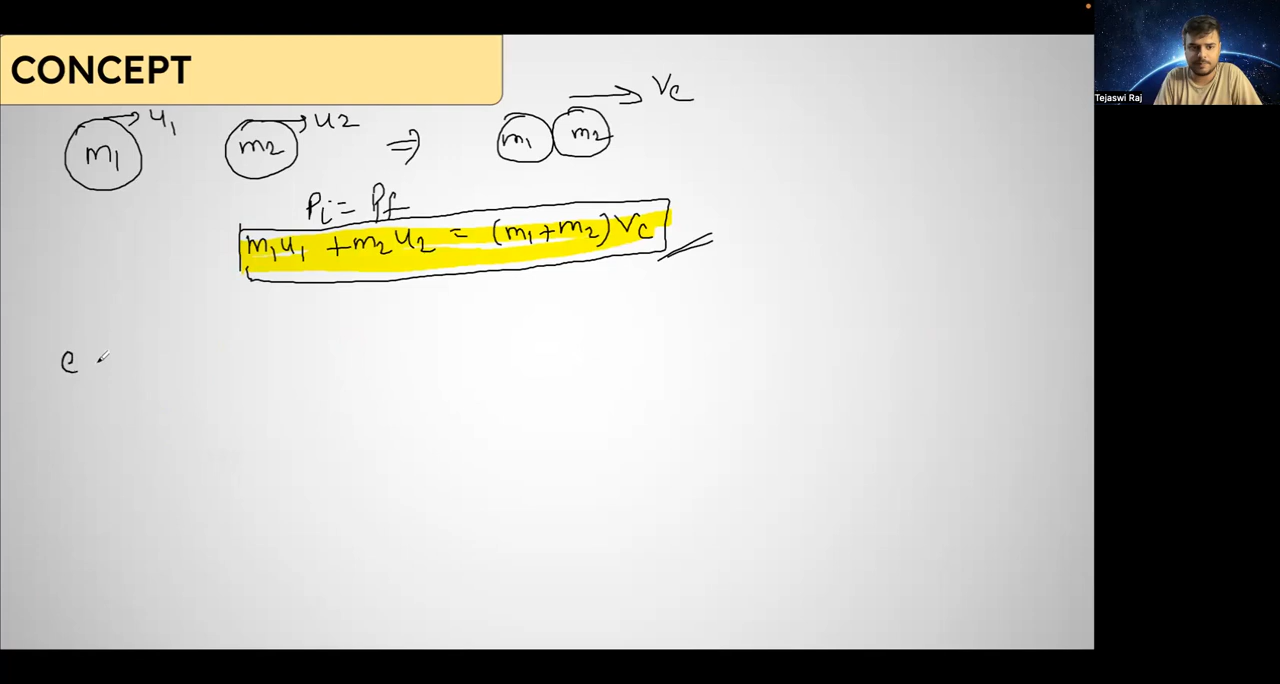 CONCEPT
Tejaswi Raj
m1 u1 m2 u2 ⇒ m1 m2 Vc
Pi = Pf
m1u1 + m2u2 = (m1+m2)Vc
e